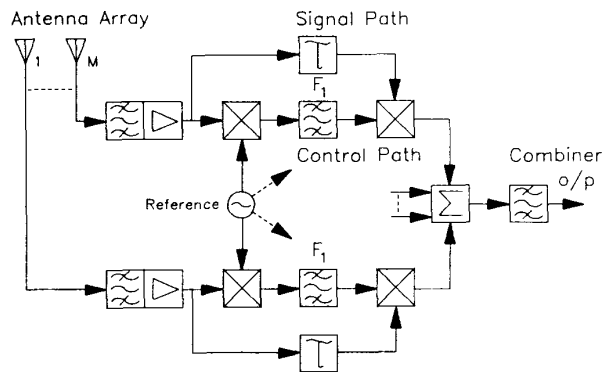 Antenna Array
Signal Path
1
M
τ
F1
Control Path
Combiner
o/p
Reference
Σ
F1
τ